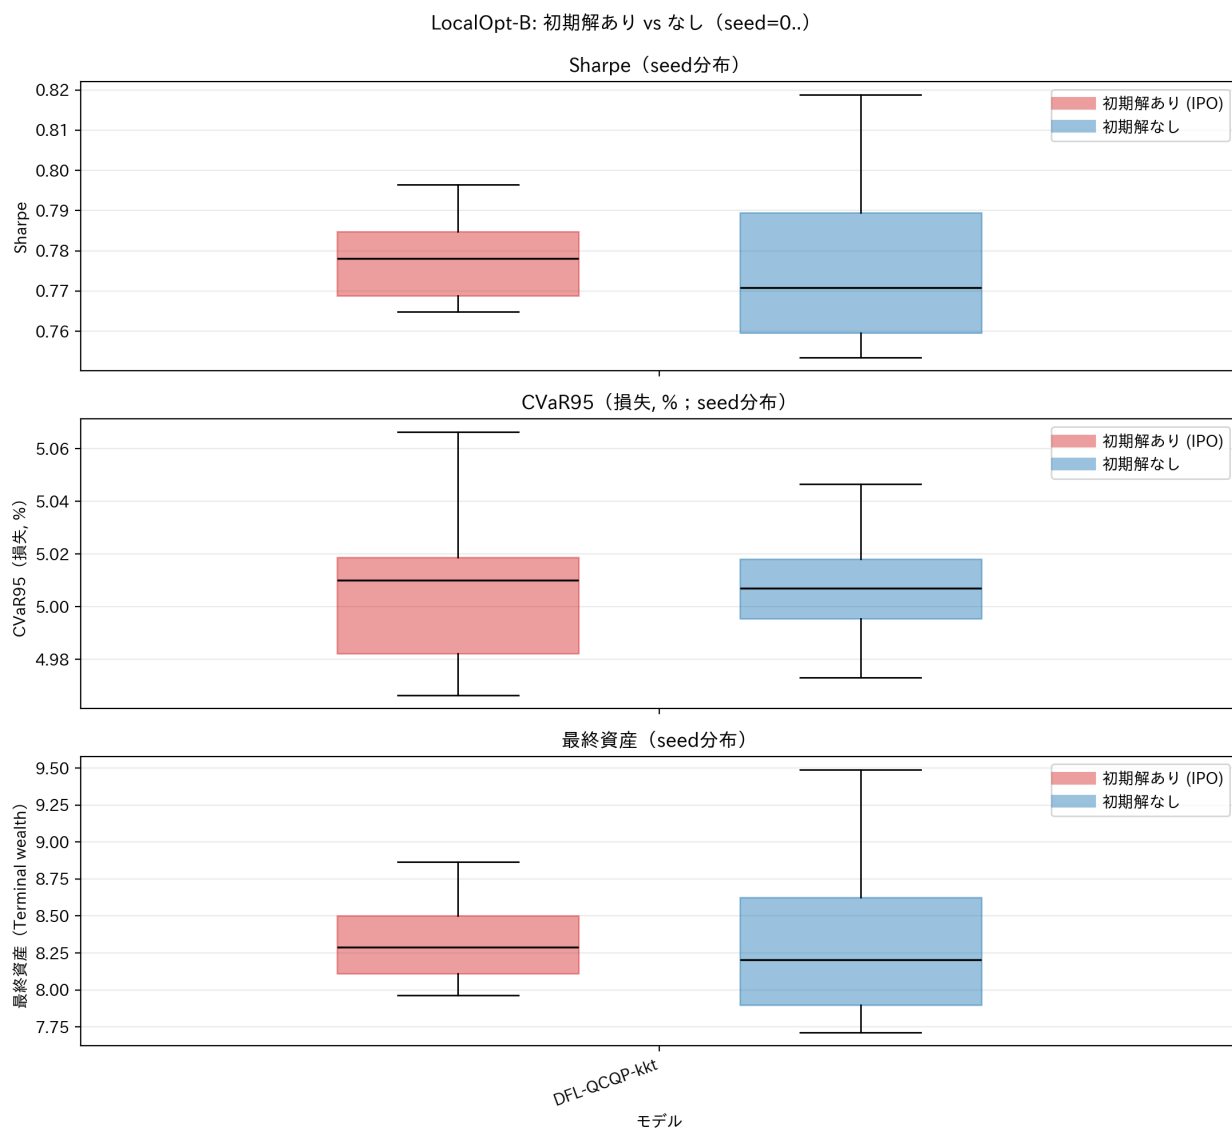 LocalOpt-B: 初期解あり vs なし（seed=0..）
Sharpe（seed分布）
Sharpe
0.82
0.81
0.80
0.79
0.78
0.77
0.76
初期解あり (IPO)
初期解なし
CVaR95（損失, %；seed分布）
CVaR95（損失, %）
5.06
5.04
5.02
5.00
4.98
初期解あり (IPO)
初期解なし
最終資産（seed分布）
最終資産（Terminal wealth）
9.50
9.25
9.00
8.75
8.50
8.25
8.00
7.75
初期解あり (IPO)
初期解なし
DFL-QCQP-kkt
モデル